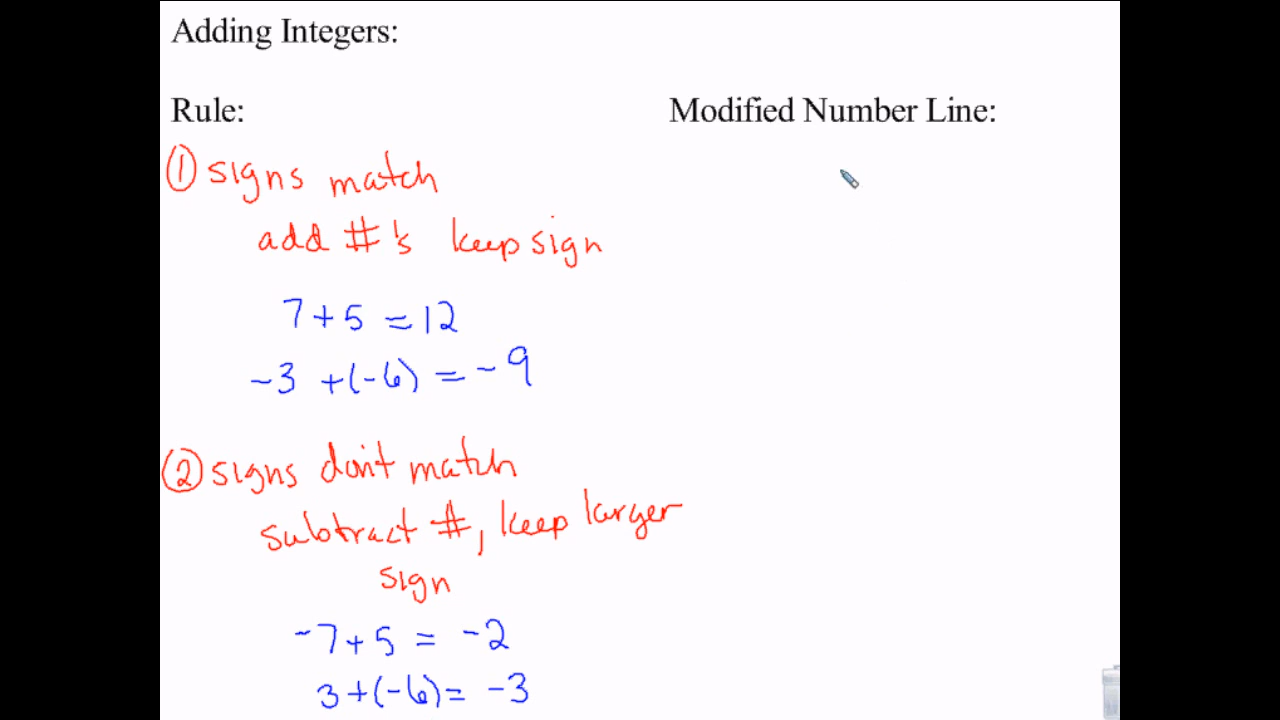 Adding Integers:
Rule:
Modified Number Line:
① signs match
add #'s keep sign
7 + 5 = 12
-3 + (-6) = -9
② signs don't match
subtract #, keep larger
sign
-7 + 5 = -2
3 + (-6) = -3